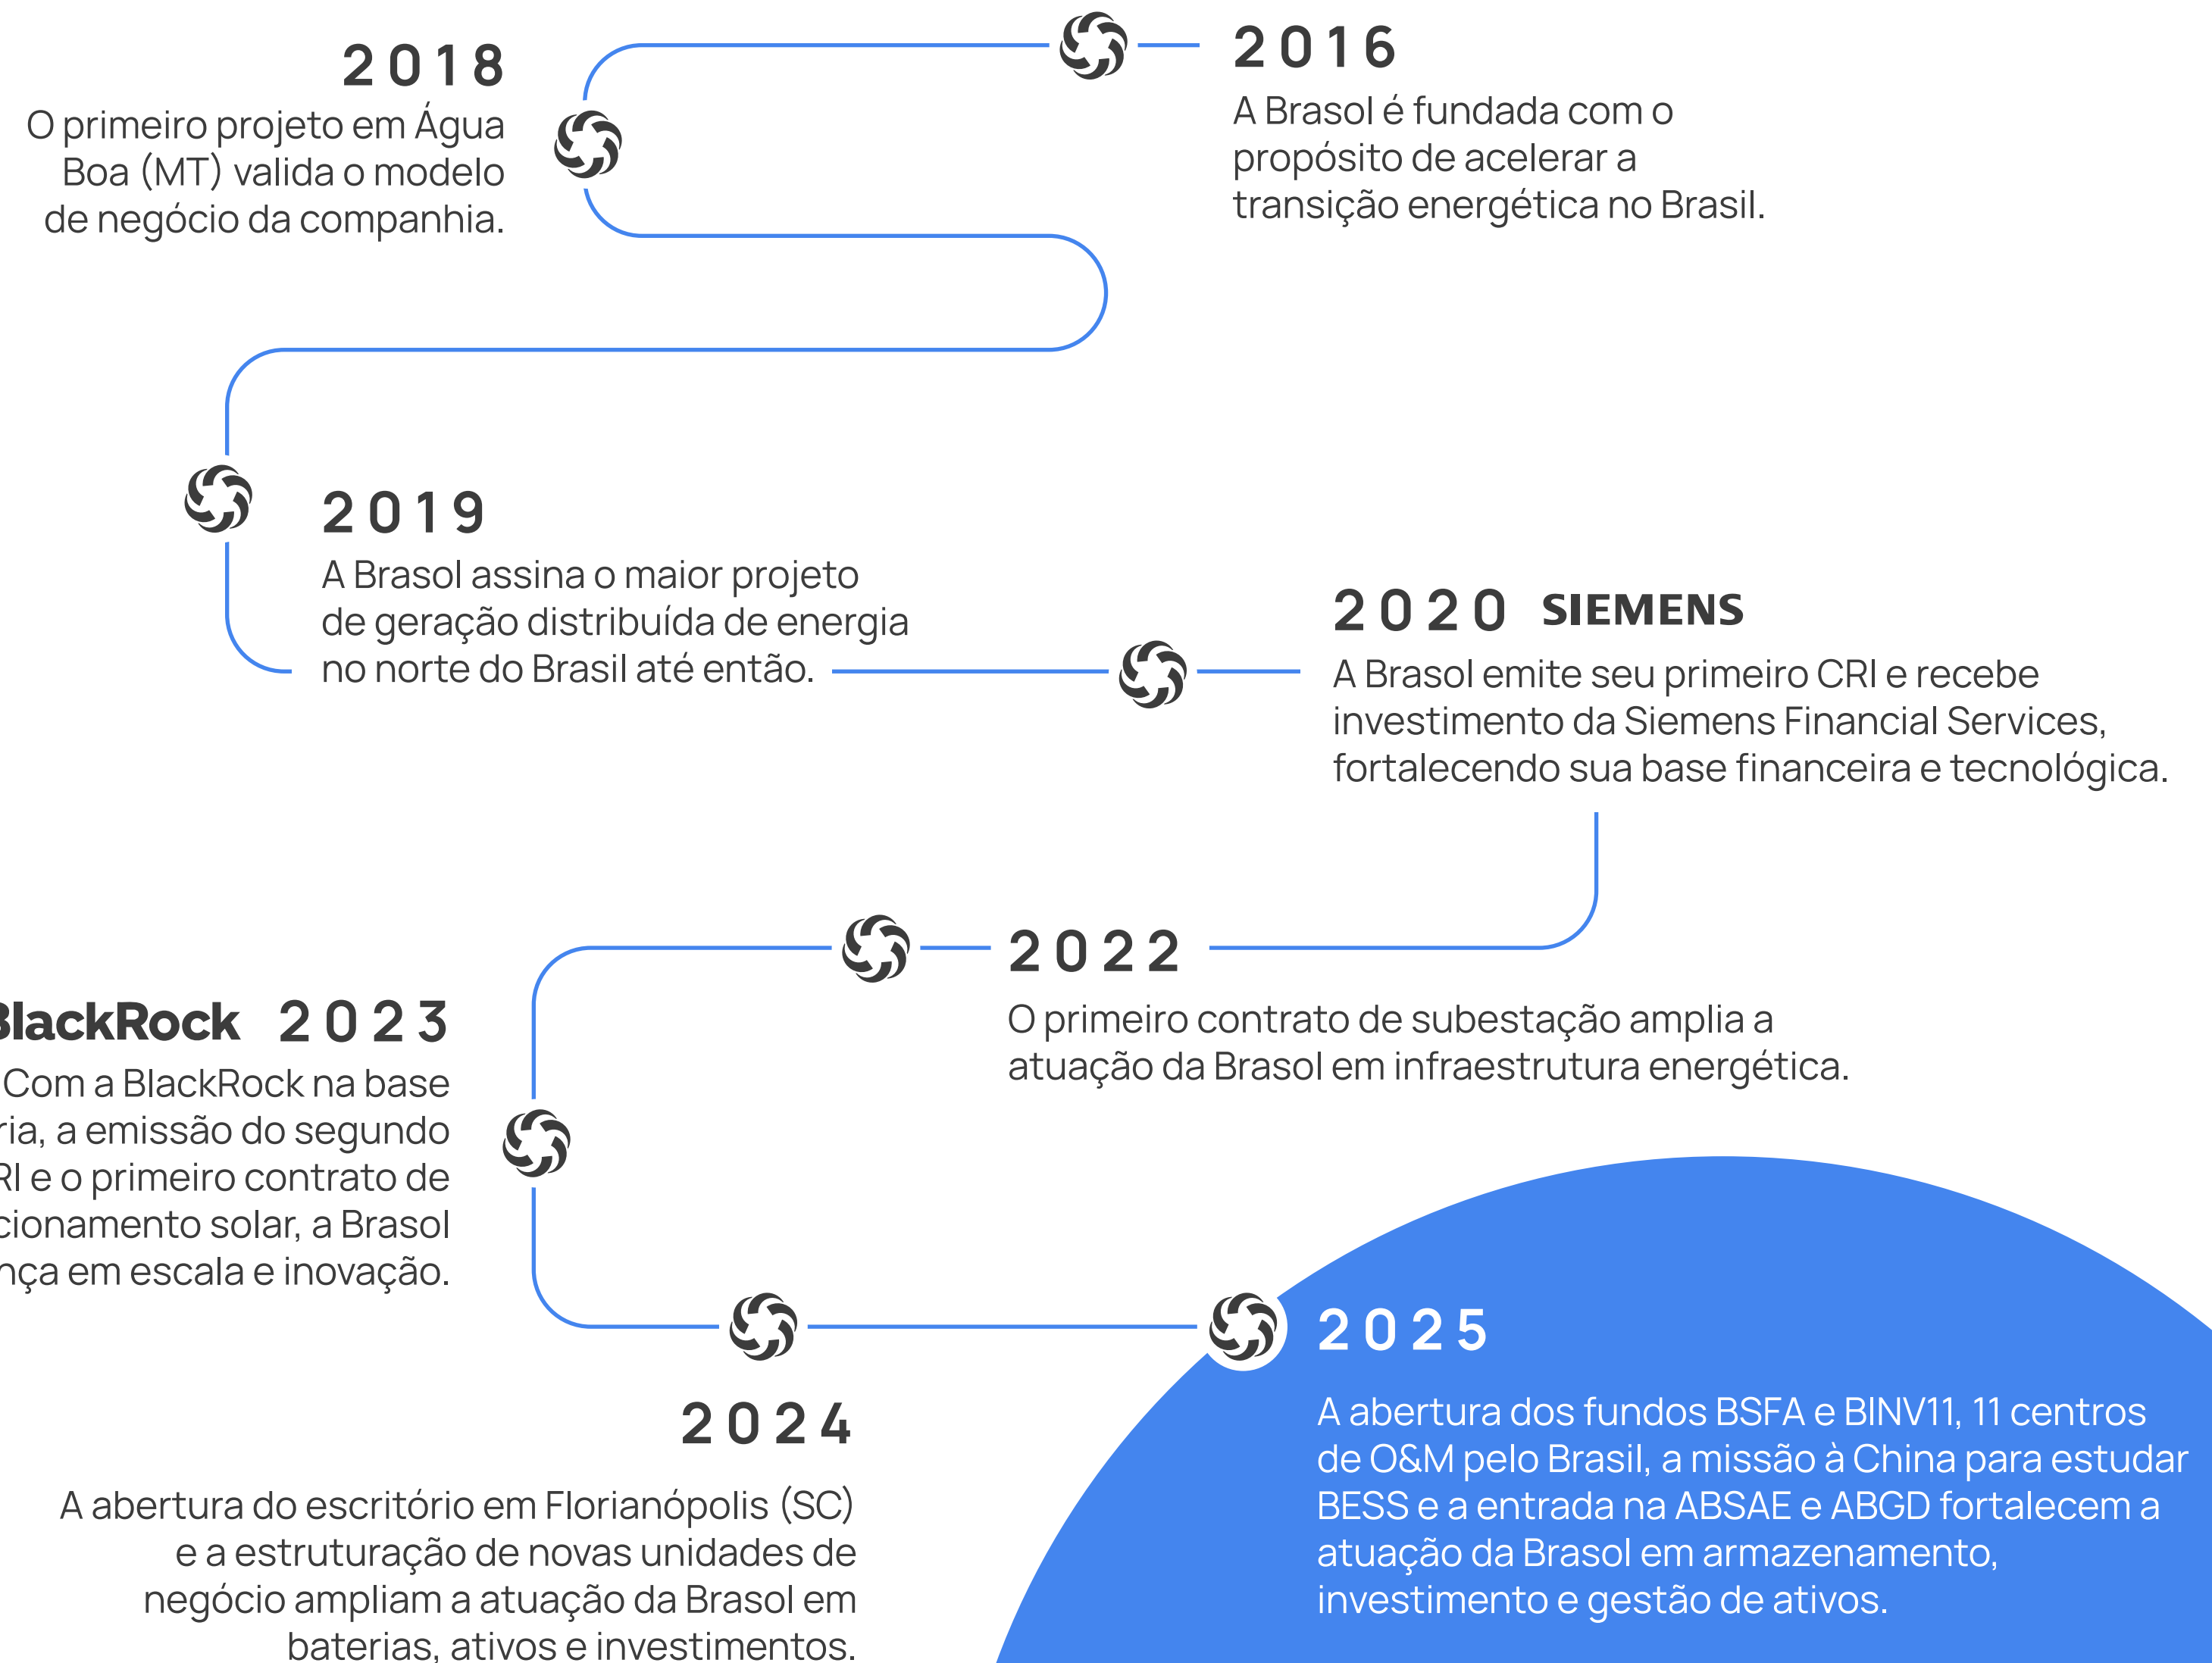 2016
A Brasol é fundada com o
propósito de acelerar a
transição energética no Brasil.
2018
O primeiro projeto em Água
Boa (MT) valida o modelo
de negócio da companhia.
2019
A Brasol assina o maior projeto
de geração distribuída de energia
no norte do Brasil até então.
2020 SIEMENS
A Brasol emite seu primeiro CRI e recebe
investimento da Siemens Financial Services,
fortalecendo sua base financeira e tecnológica.
2022
O primeiro contrato de subestação amplia a
atuação da Brasol em infraestrutura energética.
BlackRock 2023
Com a BlackRock na base
a emissão do segundo
e o primeiro contrato de
solar, a Brasol
em escala e inovação.
2024
A abertura do escritório em Florianópolis (SC)
e a estruturação de novas unidades de
negócio ampliam a atuação da Brasol em
baterias, ativos e investimentos.
2025
A abertura dos fundos BSFA e BINV11, 11 centros
de O&M pelo Brasil, a missão à China para estudar
BESS e a entrada na ABSAE e ABGD fortalecem a
atuação da Brasol em armazenamento,
investimento e gestão de ativos.